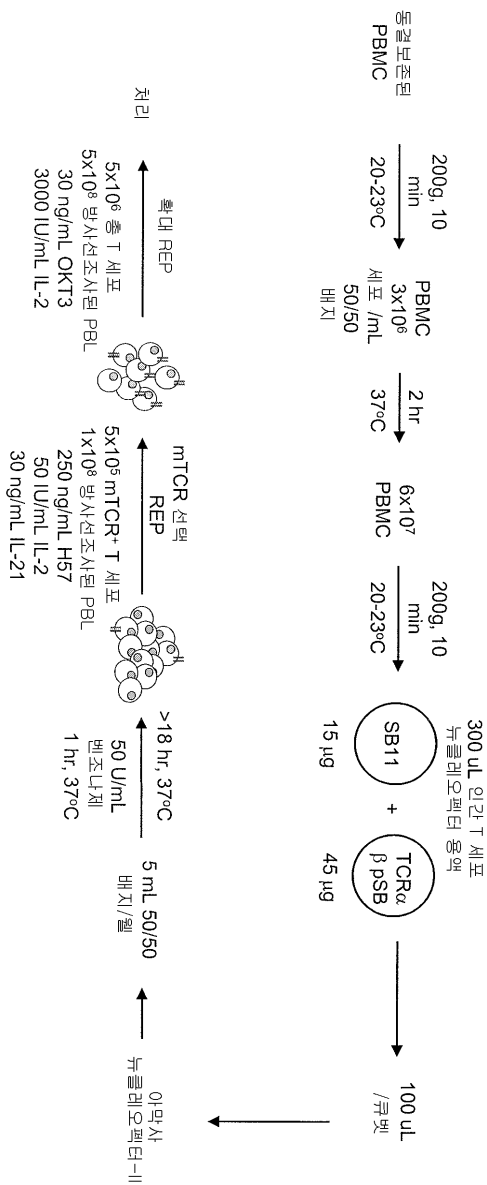 동결보존된
PBMC
200g, 10
min
20-23ºC
PBMC
3x10⁶
세포 /mL
50/50
배지
2 hr
37ºC
6x10⁷
PBMC
200g, 10
min
20-23ºC
300 uL 인간 T 세포
뉴클레오펙터 용액
SB11
15 μg
+
TCRα
β pSB
45 μg
100 uL
/큐벳
아막사
뉴클레오펙터-II
5 mL 50/50
배지/웰
>18 hr, 37ºC
50 U/mL
벤조나제
1 hr, 37ºC
mTCR 선택
REP
5x10⁵ mTCR⁺ T 세포
1x10⁸ 방사선조사된 PBL
250 ng/mL H57
50 IU/mL IL-2
30 ng/mL IL-21
확대 REP
5x10⁶ 총 T 세포
5x10⁸ 방사선조사된 PBL
30 ng/mL OKT3
3000 IU/mL IL-2
처리